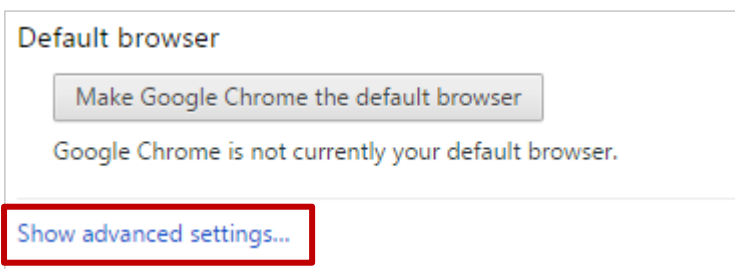 Default browser
Make Google Chrome the default browser
Google Chrome is not currently your default browser.
Show advanced settings...